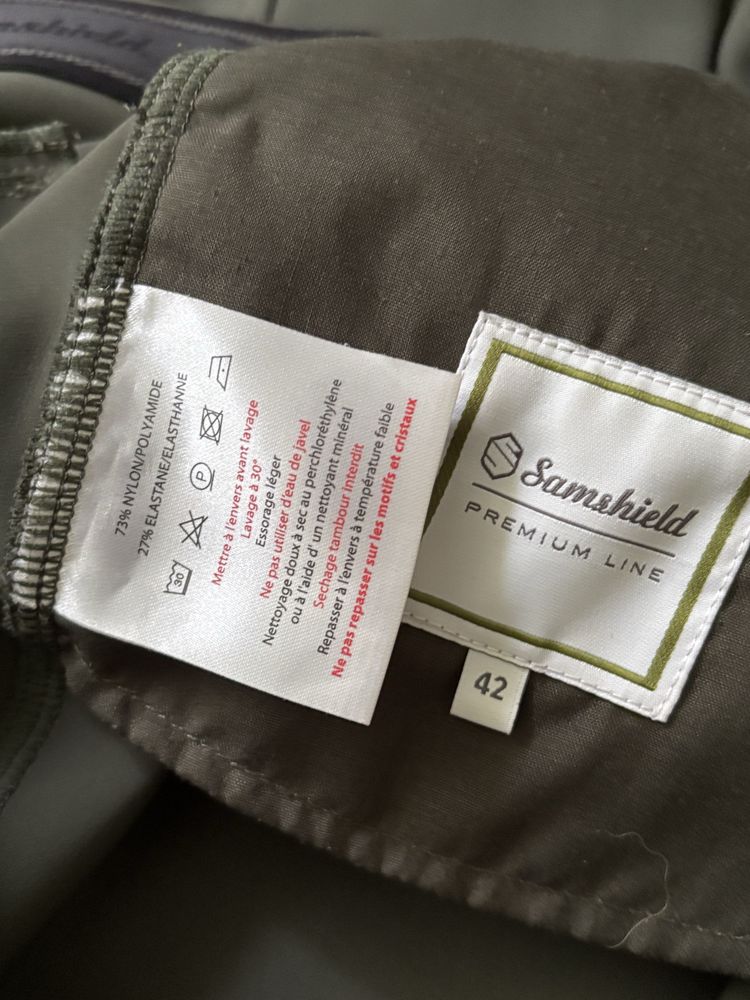 73% NYLON/POLYAMIDE
27% ELASTANE/ELASTHANNE
30
P
Mettre à l'envers avant lavage
Lavage à 30°
Essorage léger
Ne pas utiliser d'eau de javel
Nettoyage doux à sec au perchloréthylène
ou à l'aide d' un nettoyant minéral
Sechage tambour interdit
Repasser à l'envers à température faible
Ne pas repasser sur les motifs et cristaux
Samshield
PREMIUM LINE
42